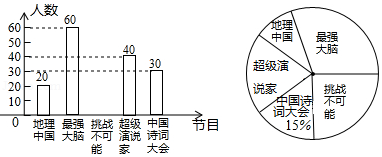 人数
60
50
40
30
20
10
0
20
60
40
30
地理中国
最强大脑
挑战不可能
超级演说家
中国诗词大会
节目
地理中国
最强大脑
超级演说家
中国诗词大会
15%
挑战不可能